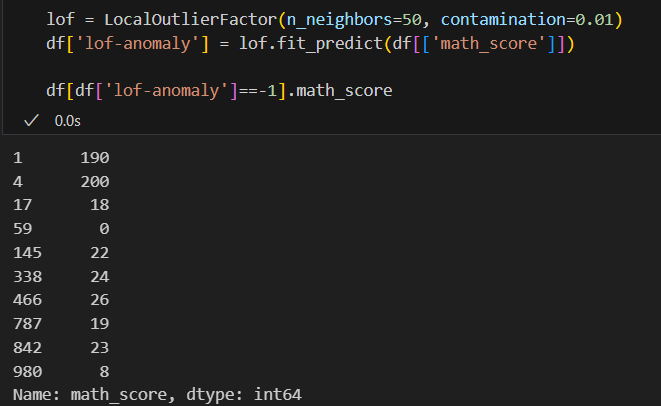 lof = LocalOutlierFactor(n_neighbors=50, contamination=0.01)
df['lof-anomaly'] = lof.fit_predict(df[['math_score']])
df[df['lof-anomaly']==-1].math_score
0.0s
1 190
4 200
17 18
59 0
145 22
338 24
466 26
787 19
842 23
980 8
Name: math_score, dtype: int64